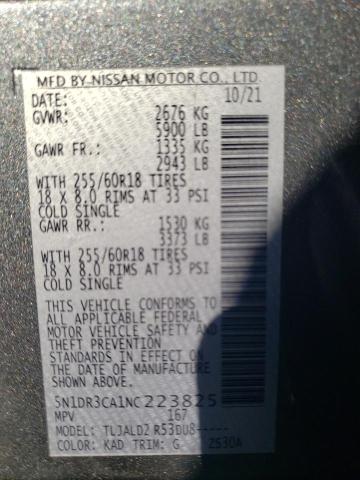 MFD BY NISSAN MOTOR CO., LTD.
DATE: 10/21
GVWR: 2676 KG
5900 LB
GAWR FR.: 1335 KG
2943 LB
WITH 255/60R18 TIRES
18 X 8.0 RIMS AT 33 PSI
COLD SINGLE
GAWR RR.: 1530 KG
3373 LB
WITH 255/60R18 TIRES
18 X 8.0 RIMS AT 33 PSI
COLD SINGLE
THIS VEHICLE CONFORMS TO
ALL APPLICABLE FEDERAL
MOTOR VEHICLE SAFETY AND
THEFT PREVENTION
STANDARDS IN EFFECT ON
THE DATE OF MANUFACTURE
SHOWN ABOVE.
5N1DR3CA1NC223825
MPV 167
MODEL: TLJALD2 R53DU8-----
COLOR: KAD TRIM: G 2530A